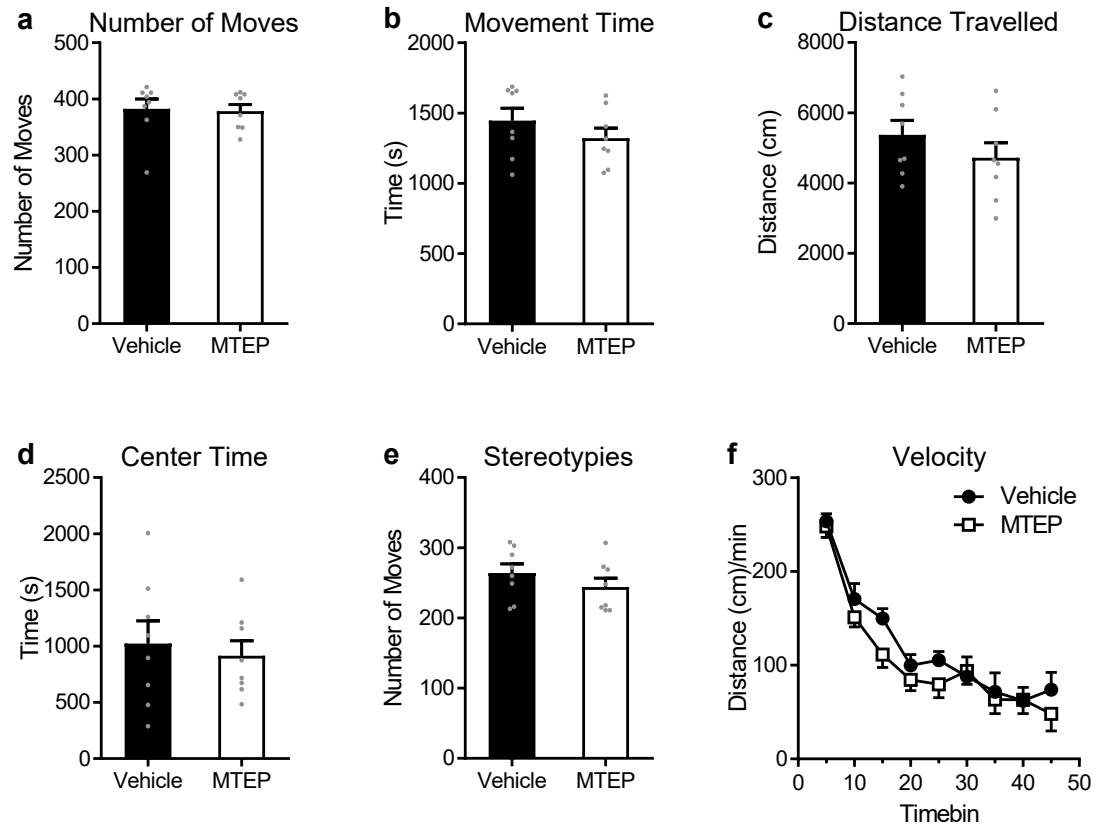 a Number of Moves
Number of Moves
500
400
300
200
100
0
Vehicle MTEP
b Movement Time
Time (s)
2000
1500
1000
500
0
Vehicle MTEP
c Distance Travelled
Distance (cm)
8000
6000
4000
2000
0
Vehicle MTEP
d Center Time
Time (s)
2500
2000
1500
1000
500
0
Vehicle MTEP
e Stereotypies
Number of Moves
400
300
200
100
0
Vehicle MTEP
f Velocity
Distance (cm)/min
300
200
100
0
Vehicle
MTEP
0 10 20 30 40 50
Timebin